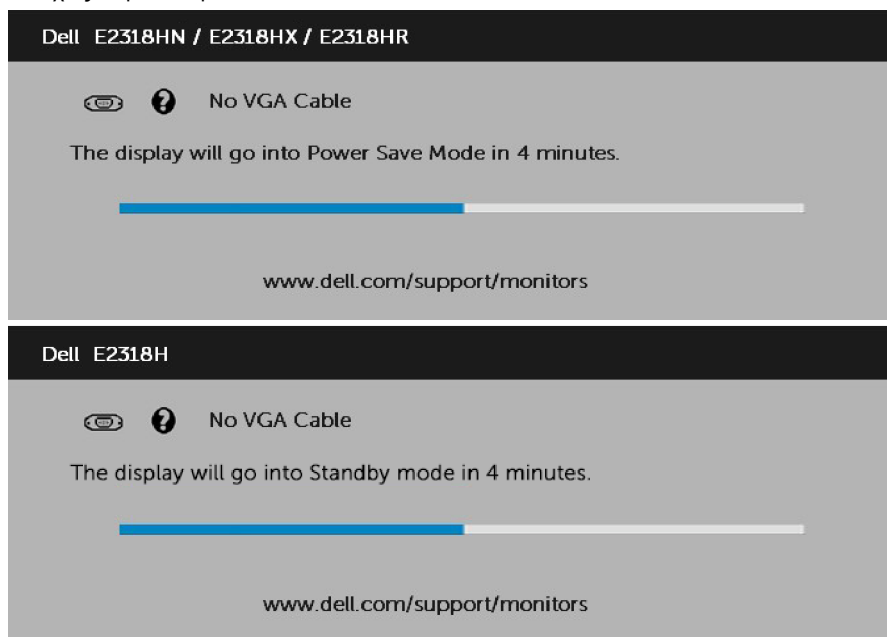 Dell E2318HN / E2318HX / E2318HR
No VGA Cable
The display will go into Power Save Mode in 4 minutes.
www.dell.com/support/monitors
Dell E2318H
No VGA Cable
The display will go into Standby mode in 4 minutes.
www.dell.com/support/monitors